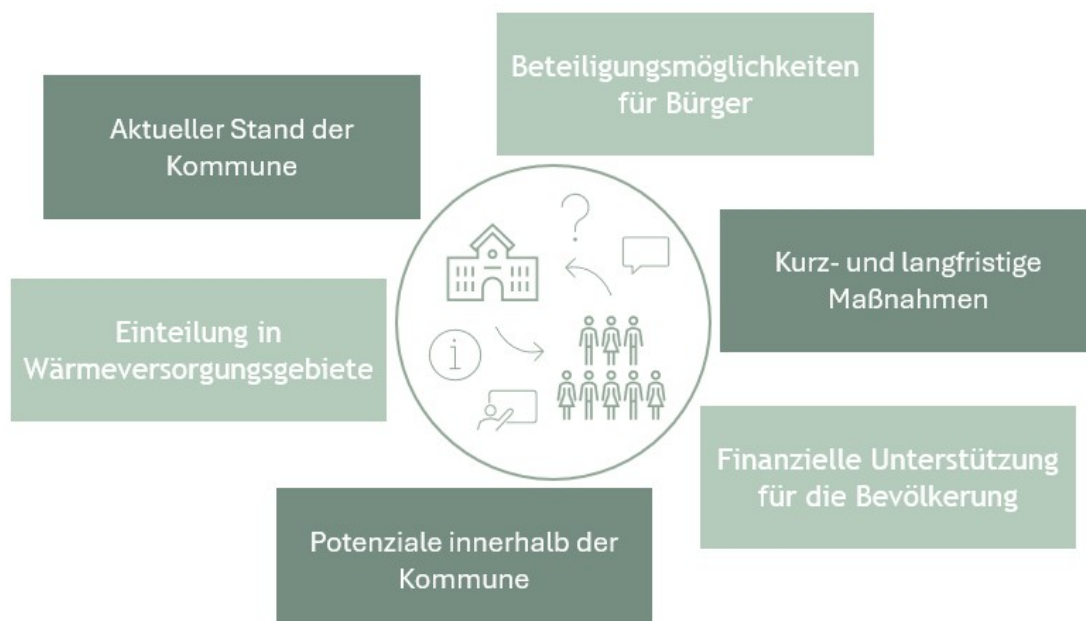 Beteiligungsmöglichkeiten
für Bürger
Aktueller Stand der
Kommune
Kurz- und langfristige
Maßnahmen
Einteilung in
Wärmeversorgungsgebiete
Finanzielle Unterstützung
für die Bevölkerung
Potenziale innerhalb der
Kommune